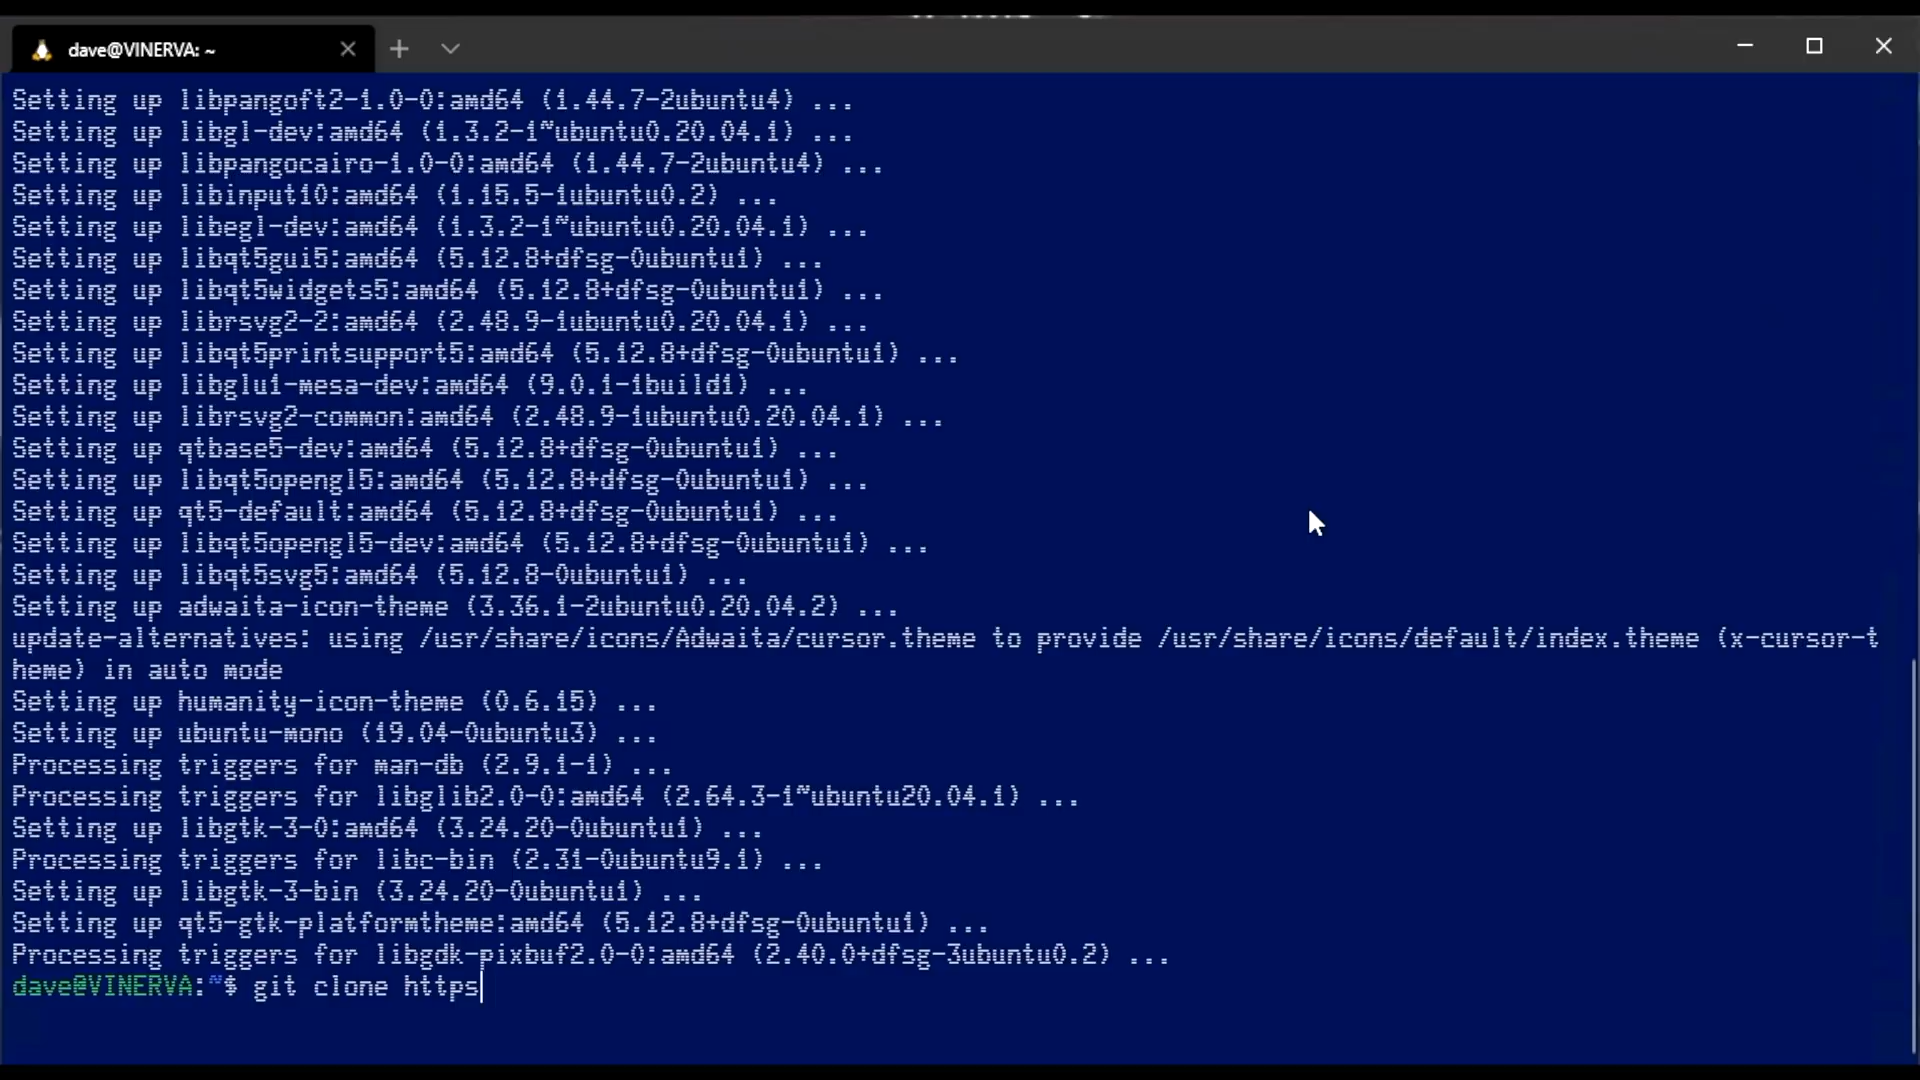 dave@VINERVA: ~
Setting up libpangoft2-1.0-0:amd64 (1.44.7-2ubuntu4) ...
Setting up libgl-dev:amd64 (1.3.2-1~ubuntu0.20.04.1) ...
Setting up libpangocairo-1.0-0:amd64 (1.44.7-2ubuntu4) ...
Setting up libinput10:amd64 (1.15.5-1ubuntu0.2) ...
Setting up libegl-dev:amd64 (1.3.2-1~ubuntu0.20.04.1) ...
Setting up libqt5gui5:amd64 (5.12.8+dfsg-0ubuntu1) ...
Setting up libqt5widgets5:amd64 (5.12.8+dfsg-0ubuntu1) ...
Setting up librsvg2-2:amd64 (2.48.9-1ubuntu0.20.04.1) ...
Setting up libqt5printsupport5:amd64 (5.12.8+dfsg-0ubuntu1) ...
Setting up libglu1-mesa-dev:amd64 (9.0.1-1build1) ...
Setting up librsvg2-common:amd64 (2.48.9-1ubuntu0.20.04.1) ...
Setting up qtbase5-dev:amd64 (5.12.8+dfsg-0ubuntu1) ...
Setting up libqt5opengl5:amd64 (5.12.8+dfsg-0ubuntu1) ...
Setting up qt5-default:amd64 (5.12.8+dfsg-0ubuntu1) ...
Setting up libqt5opengl5-dev:amd64 (5.12.8+dfsg-0ubuntu1) ...
Setting up libqt5svg5:amd64 (5.12.8-0ubuntu1) ...
Setting up adwaita-icon-theme (3.36.1-2ubuntu0.20.04.2) ...
update-alternatives: using /usr/share/icons/Adwaita/cursor.theme to provide /usr/share/icons/default/index.theme (x-cursor-t
heme) in auto mode
Setting up humanity-icon-theme (0.6.15) ...
Setting up ubuntu-mono (19.04-0ubuntu3) ...
Processing triggers for man-db (2.9.1-1) ...
Processing triggers for libglib2.0-0:amd64 (2.64.3-1~ubuntu20.04.1) ...
Setting up libgtk-3-0:amd64 (3.24.20-0ubuntu1) ...
Processing triggers for libc-bin (2.31-0ubuntu9.1) ...
Setting up libgtk-3-bin (3.24.20-0ubuntu1) ...
Setting up qt5-gtk-platformtheme:amd64 (5.12.8+dfsg-0ubuntu1) ...
Processing triggers for libgdk-pixbuf2.0-0:amd64 (2.40.0+dfsg-3ubuntu0.2) ...
dave@VINERVA:~$ git clone https